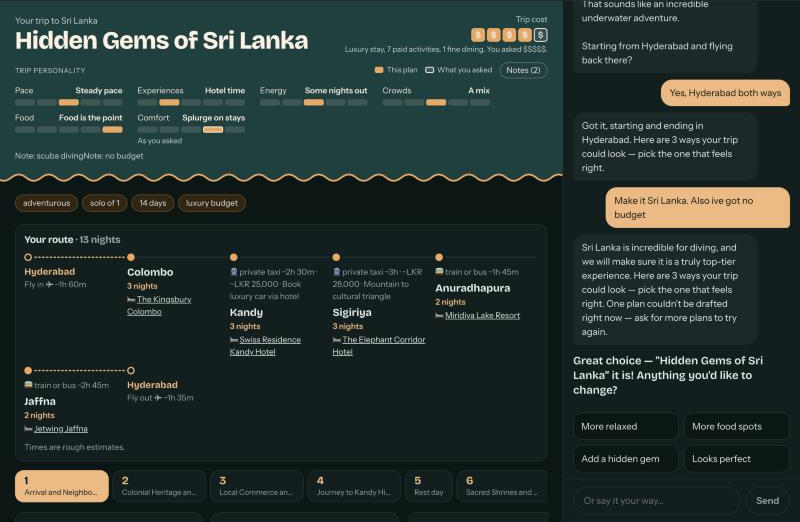 Your trip to Sri Lanka
Hidden Gems of Sri Lanka
Trip cost
$ $ $ $ $
Luxury stay, 7 paid activities, 1 fine dining. You asked $$$$$.
TRIP PERSONALITY
This plan
What you asked
Notes (2)
Pace
Steady pace
Experiences
Hotel time
Energy
Some nights out
Crowds
A mix
Food
Food is the point
Comfort
Splurge on stays
As you asked
Note: scuba divingNote: no budget
adventurous
solo of 1
14 days
luxury budget
Your route · 13 nights
Hyderabad
Fly in ✈ ~1h 60m
Colombo
3 nights
The Kingsbury
Colombo
private taxi ~2h 30m ·
~LKR 25,000 · Book
luxury car via hotel
Kandy
3 nights
Swiss Residence
Kandy Hotel
private taxi ~3h · ~LKR
28,000 · Mountain to
cultural triangle
Sigiriya
3 nights
The Elephant Corridor
Hotel
train or bus ~1h 45m
Anuradhapura
2 nights
Miridiya Lake Resort
train or bus ~2h 45m
Jaffna
2 nights
Jetwing Jaffna
Hyderabad
Fly out ✈ ~1h 35m
Times are rough estimates.
1
Arrival and Neighbo...
2
Colonial Heritage an...
3
Local Commerce an...
4
Journey to Kandy Hi...
5
Rest day
6
Sacred Shrines and ...
That sounds like an incredible
underwater adventure.
Starting from Hyderabad and flying
back there?
Yes, Hyderabad both ways
Got it, starting and ending in
Hyderabad. Here are 3 ways your trip
could look — pick the one that feels
right.
Make it Sri Lanka. Also ive got no
budget
Sri Lanka is incredible for diving, and
we will make sure it is a truly top-tier
experience. Here are 3 ways your trip
could look — pick the one that feels
right. One plan couldn't be drafted
right now — ask for more plans to try
again.
Great choice — "Hidden Gems of Sri
Lanka" it is! Anything you'd like to
change?
More relaxed
More food spots
Add a hidden gem
Looks perfect
Or say it your way...
Send